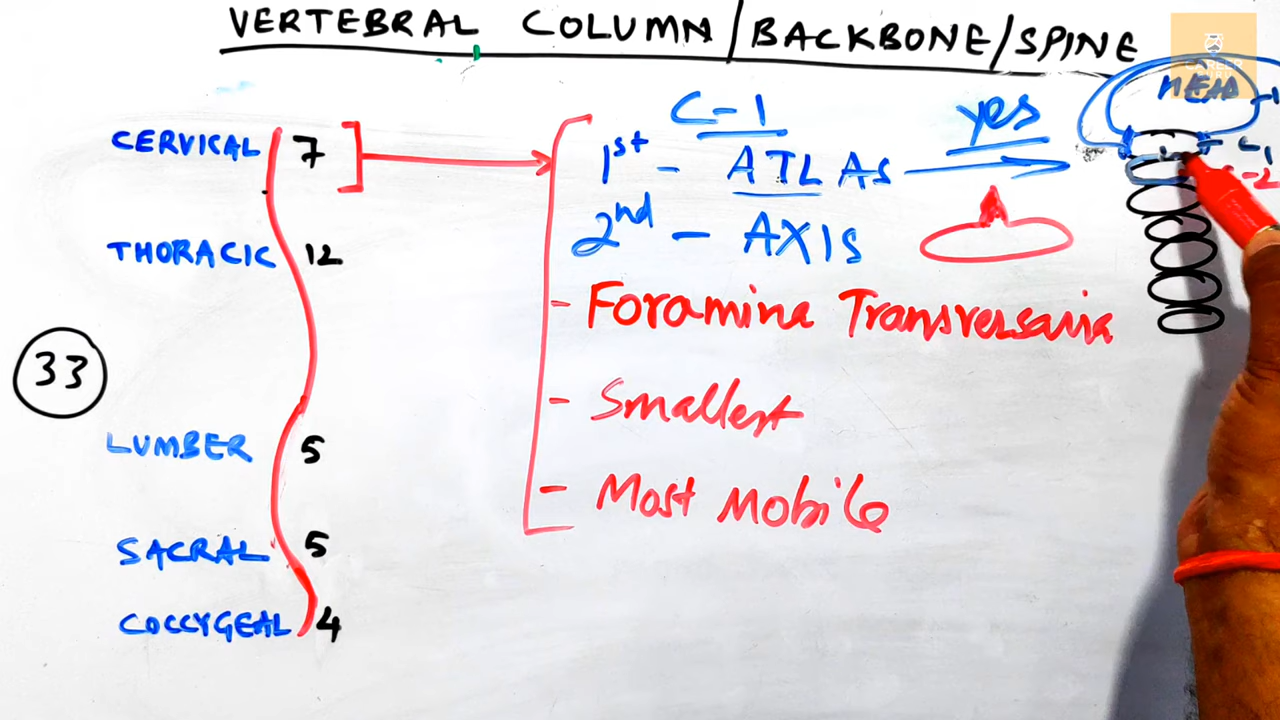 VERTEBRAL COLUMN/BACKBONE/SPINE
CERVICAL 7
THORACIC 12
33
LUMBER 5
SACRAL 5
COCCYGEAL 4
C-1
1st - ATLAS
yes
2nd - AXIS
- Foramina Transversaria
- Smallest
- Most Mobile
HEAD
C1